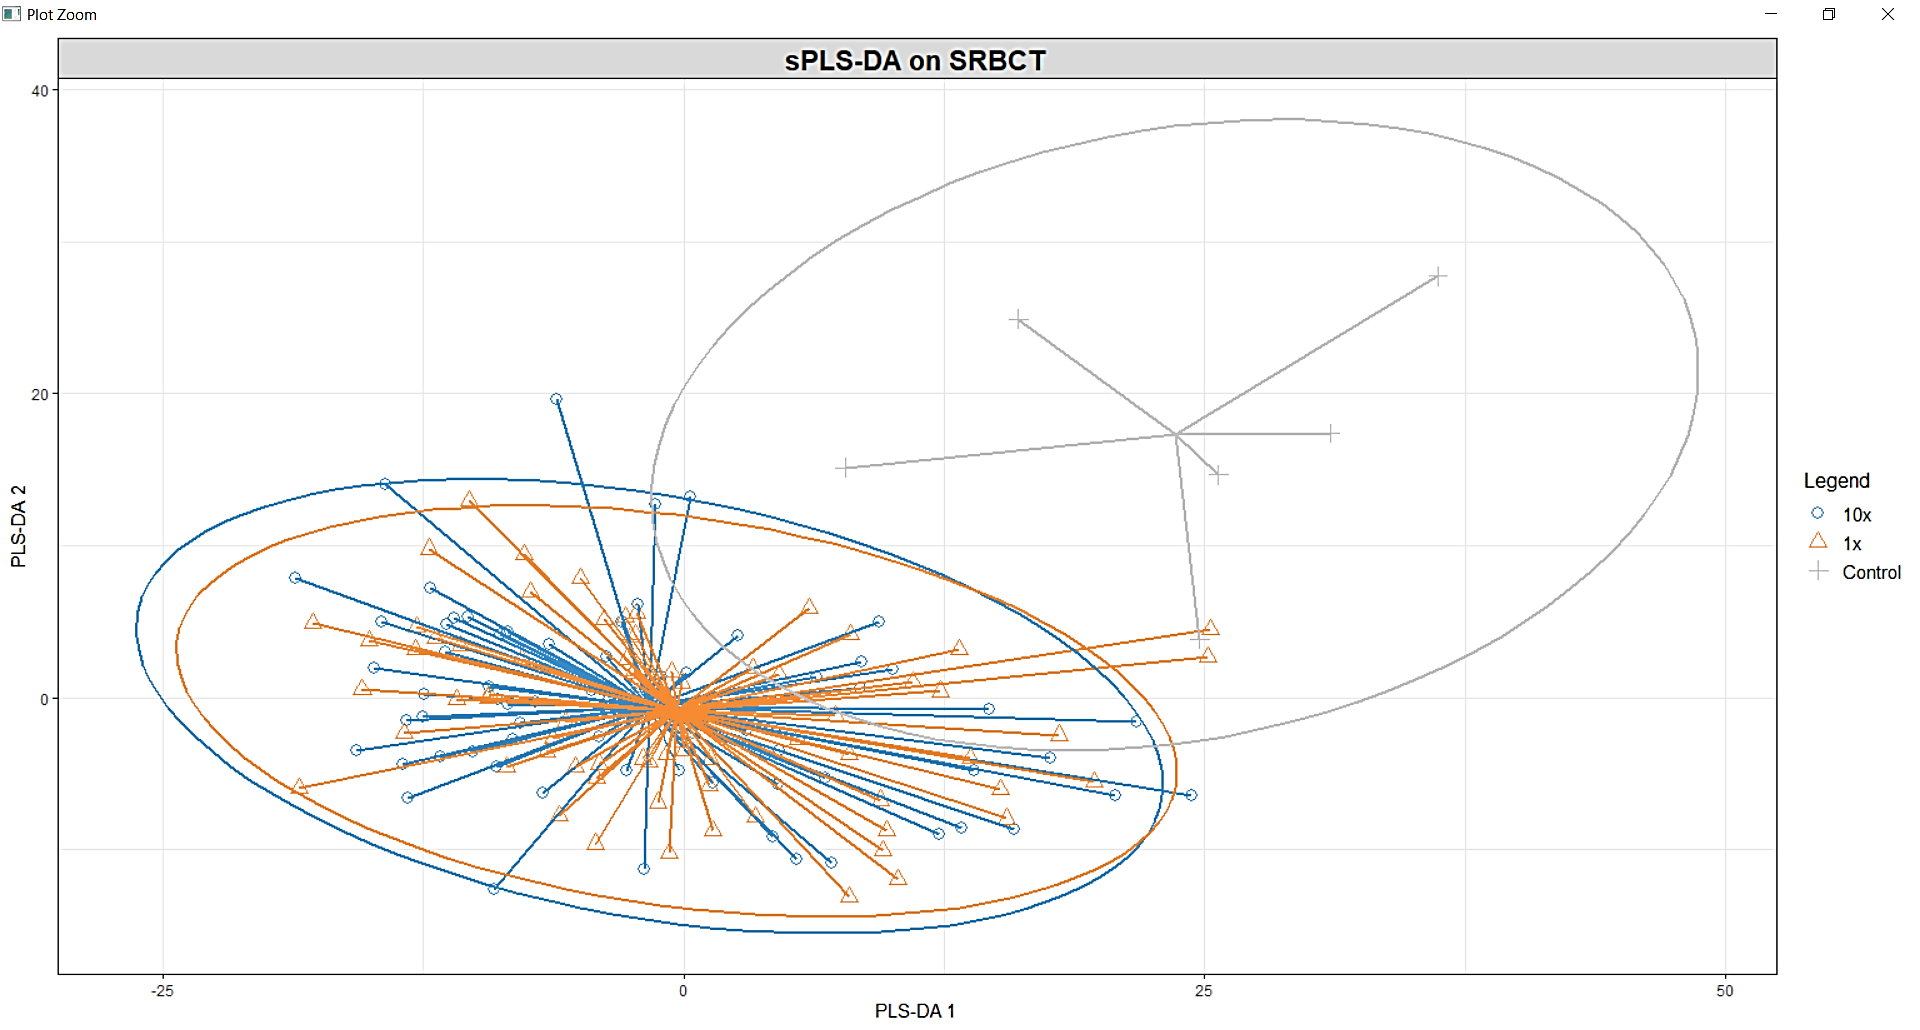 Plot Zoom
sPLS-DA on SRBCT
40
20
0
PLS-DA 2
-25
0
25
50
PLS-DA 1
Legend
10x
1x
Control